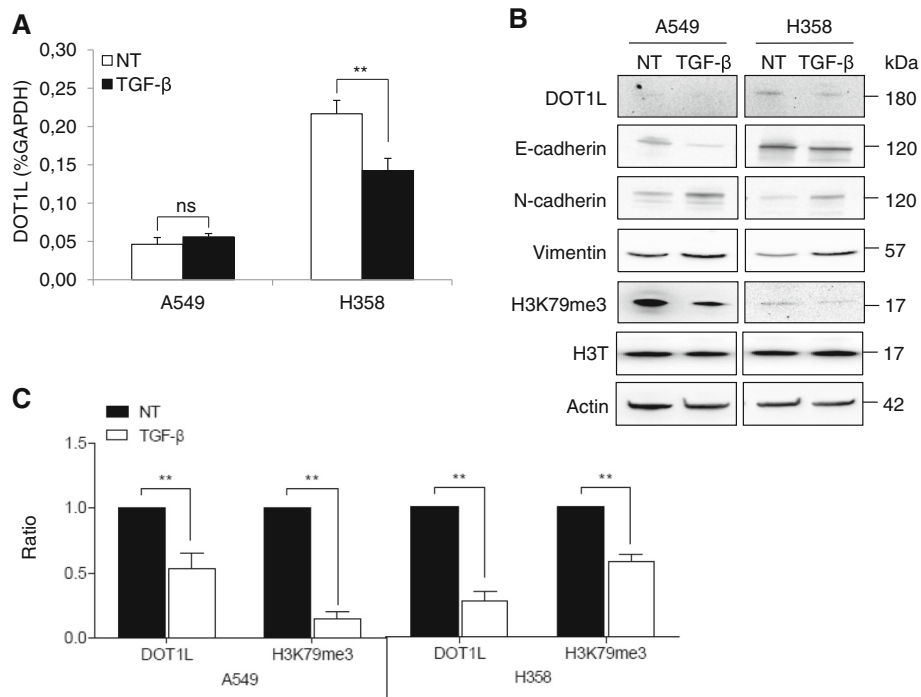 A
DOT1L (%GAPDH)
0,30
0,25
0,20
0,15
0,10
0,05
0,00
NT
TGF-β
ns
**
A549
H358
B
A549 H358
NT TGF-β NT TGF-β kDa
DOT1L 180
E-cadherin 120
N-cadherin 120
Vimentin 57
H3K79me3 17
H3T 17
Actin 42
C
NT
TGF-β
Ratio
1.5
1.0
0.5
0.0
** ** ** **
DOT1L H3K79me3 DOT1L H3K79me3
A549 H358